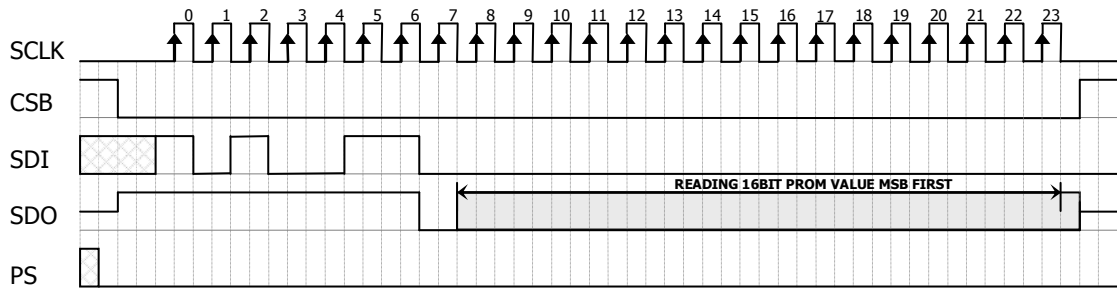 0 1 2 3 4 5 6 7 8 9 10 11 12 13 14 15 16 17 18 19 20 21 22 23
SCLK
CSB
SDI
READING 16BIT PROM VALUE MSB FIRST
SDO
PS